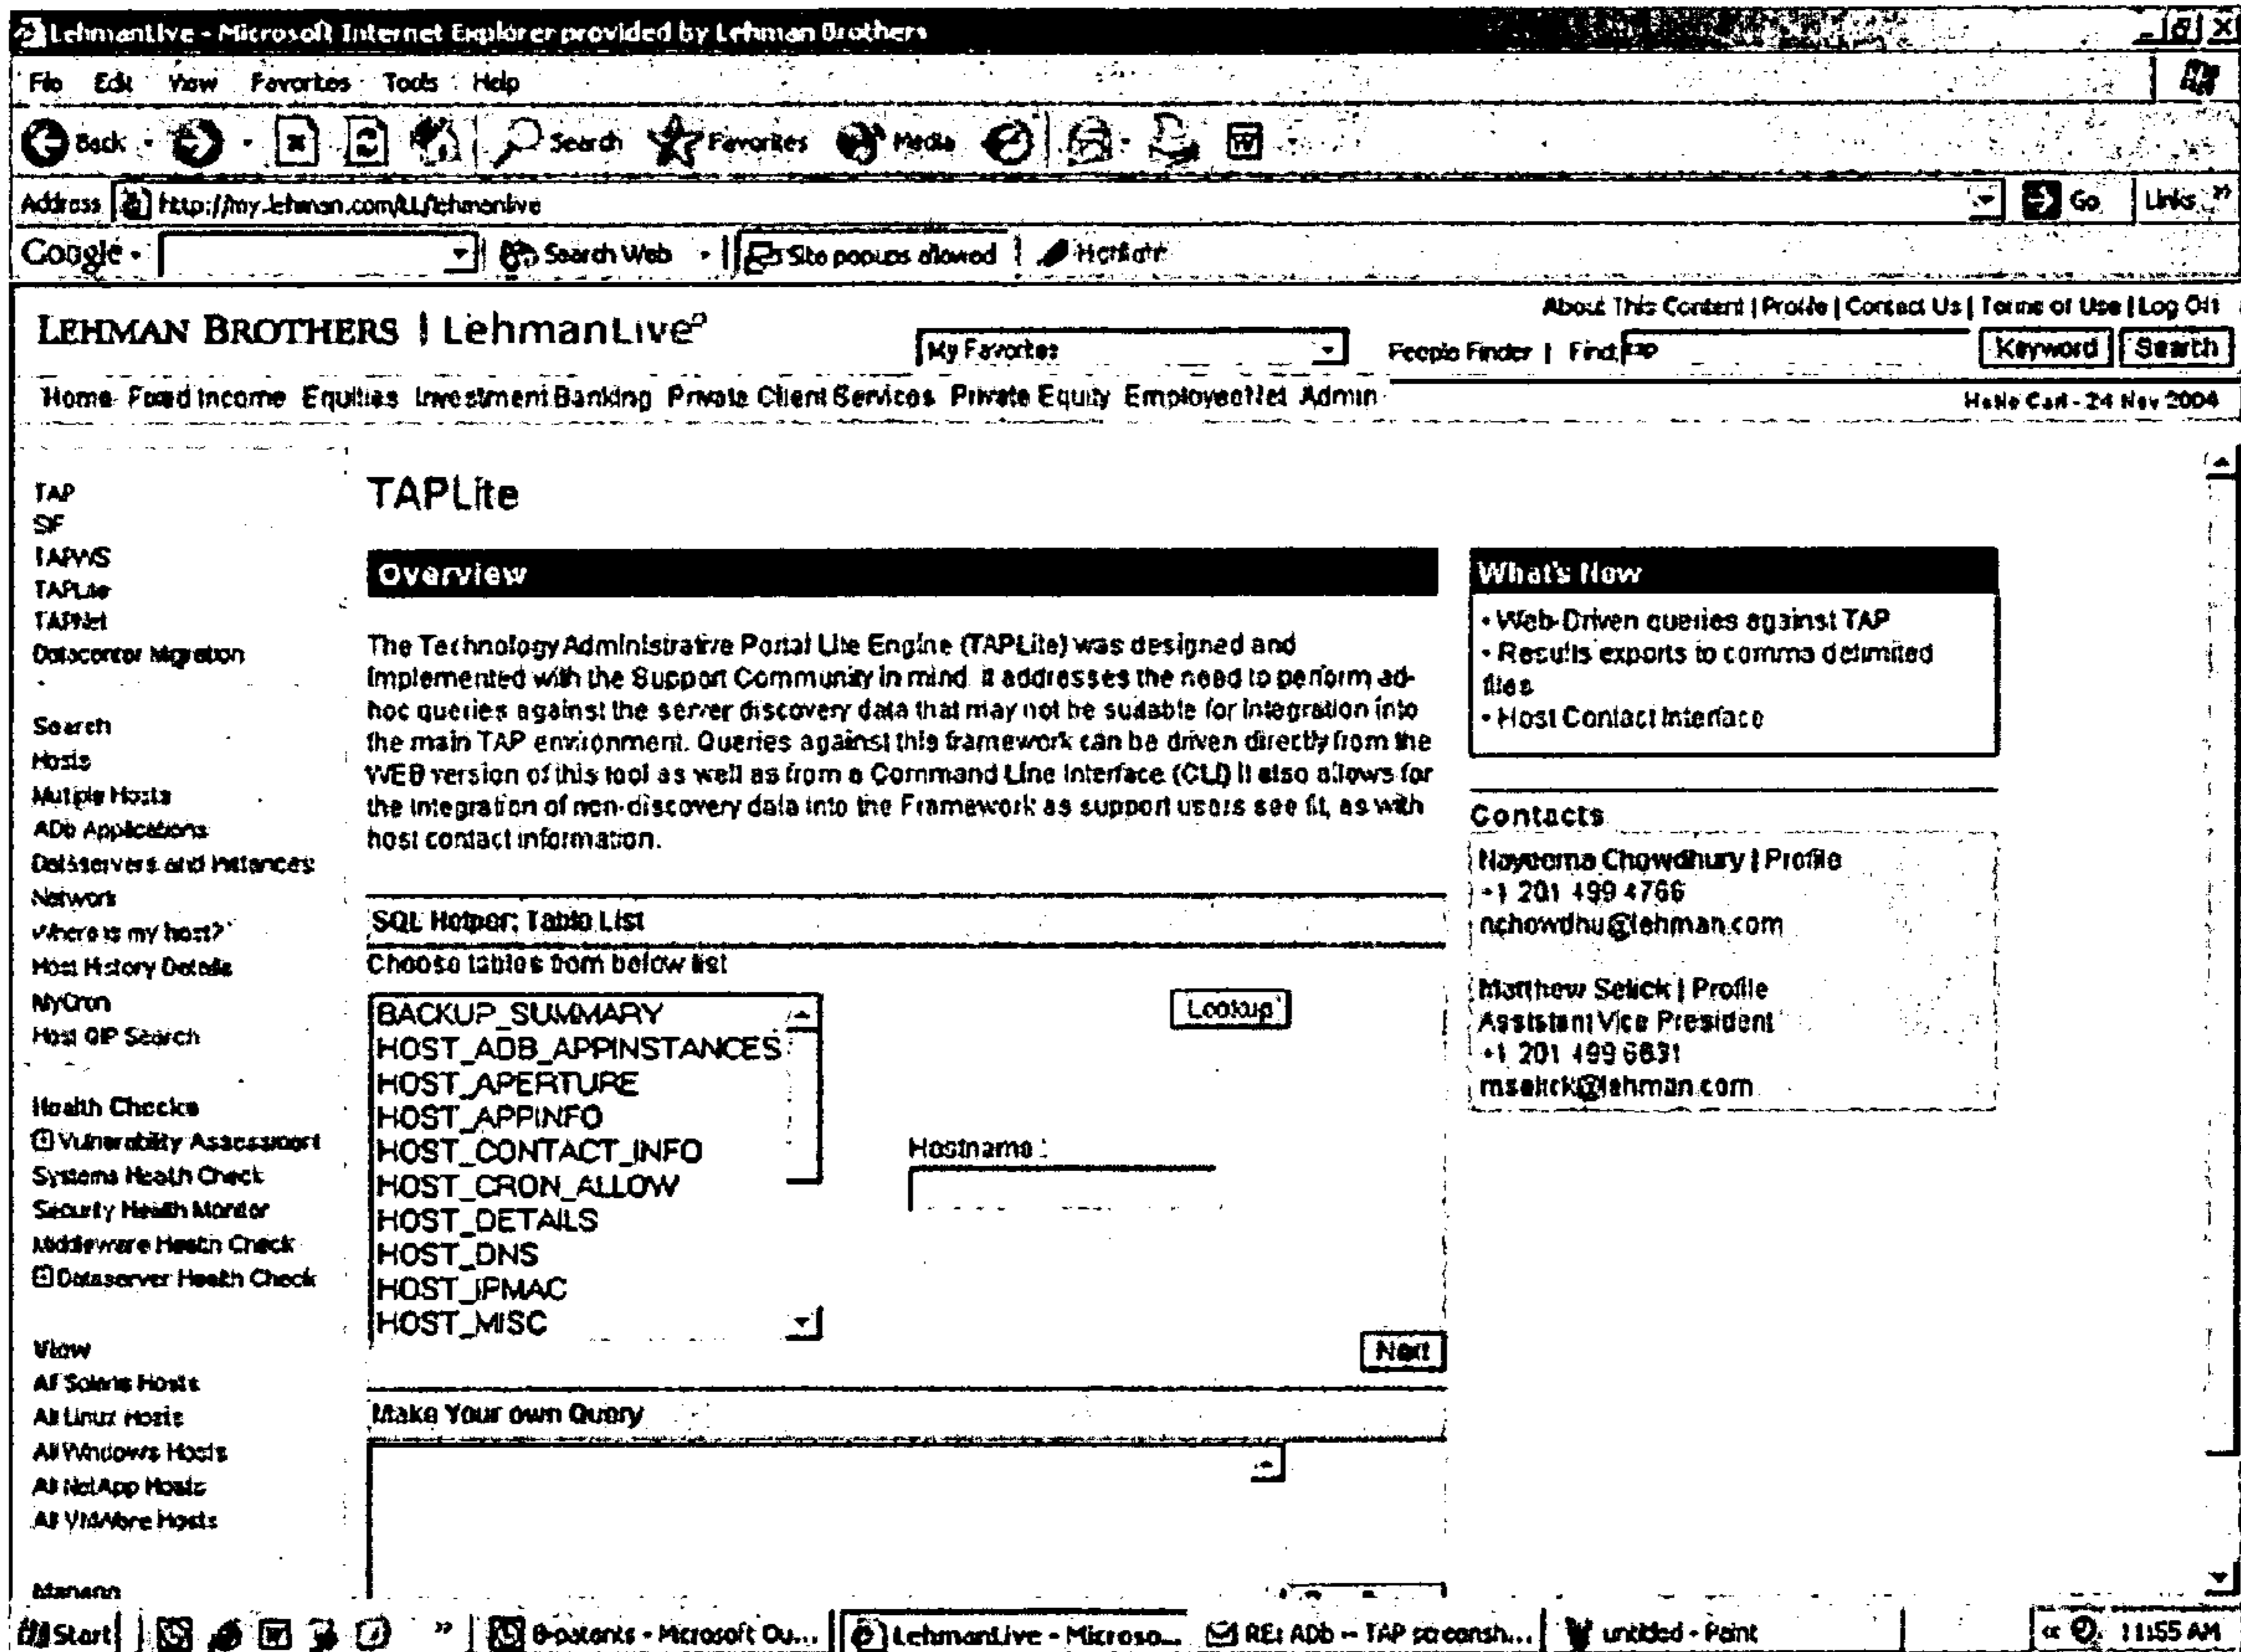 LehmanLive - Microsoft Internet Explorer provided by Lehman Brothers
File Edit View Favorites Tools Help
Back Search Favorites Media
Address http://my.lehman.com/LL/lehmanlive Go Links »
Google Search Web Site popups allowed
About This Content | Profile | Contact Us | Terms of Use | Log Off
LEHMAN BROTHERS | LehmanLive
My Favorites People Finder | Find: Keyword Search
Home Fixed Income Equities Investment Banking Private Client Services Private Equity EmployeeNet Admin
Hello Carl - 24 Nov 2004
TAP
SIF
TAPWS
TAPLite
TAPNet
Datacenter Migration
Search
Hosts
Mutiple Hosts
ADb Applications
Dataservers and Instances
Network
Where is my host?
Host History Details
MyCron
Host QIP Search
Health Checks
Vulnerability Assessment
Systems Health Check
Security Health Monitor
Middleware Health Check
Dataserver Health Check
View
All Solaris Hosts
All Linux Hosts
All Windows Hosts
All NetApp Hosts
All VMWare Hosts
TAPLite
Overview
The Technology Administrative Portal Lite Engine (TAPLite) was designed and
implemented with the Support Community in mind. It addresses the need to perform ad-
hoc queries against the server discovery data that may not be suitable for integration into
the main TAP environment. Queries against this framework can be driven directly from the
WEB version of this tool as well as from a Command Line Interface (CLI) It also allows for
the integration of non-discovery data into the Framework as support users see fit, as with
host contact information.
SQL Helper: Table List
Choose tables from below list
BACKUP_SUMMARY
HOST_ADB_APPINSTANCES
HOST_APERTURE
HOST_APPINFO
HOST_CONTACT_INFO
HOST_CRON_ALLOW
HOST_DETAILS
HOST_DNS
HOST_IPMAC
HOST_MISC
Lookup
Hostname :
Next
Make Your own Query
What's New
• Web-Driven queries against TAP
• Results exports to comma delimited
files
• Host Contact Interface
Contacts
Nayeema Chowdhury | Profile
+1 201 499 4766
nchowdhu@lehman.com
Matthew Selick | Profile
Assistant Vice President
+1 201 499 6831
mselick@lehman.com
Start » - Microsoft Ou... LehmanLive - Microso... RE: ADb -- TAP screensh... untitled - Paint « 11:55 AM